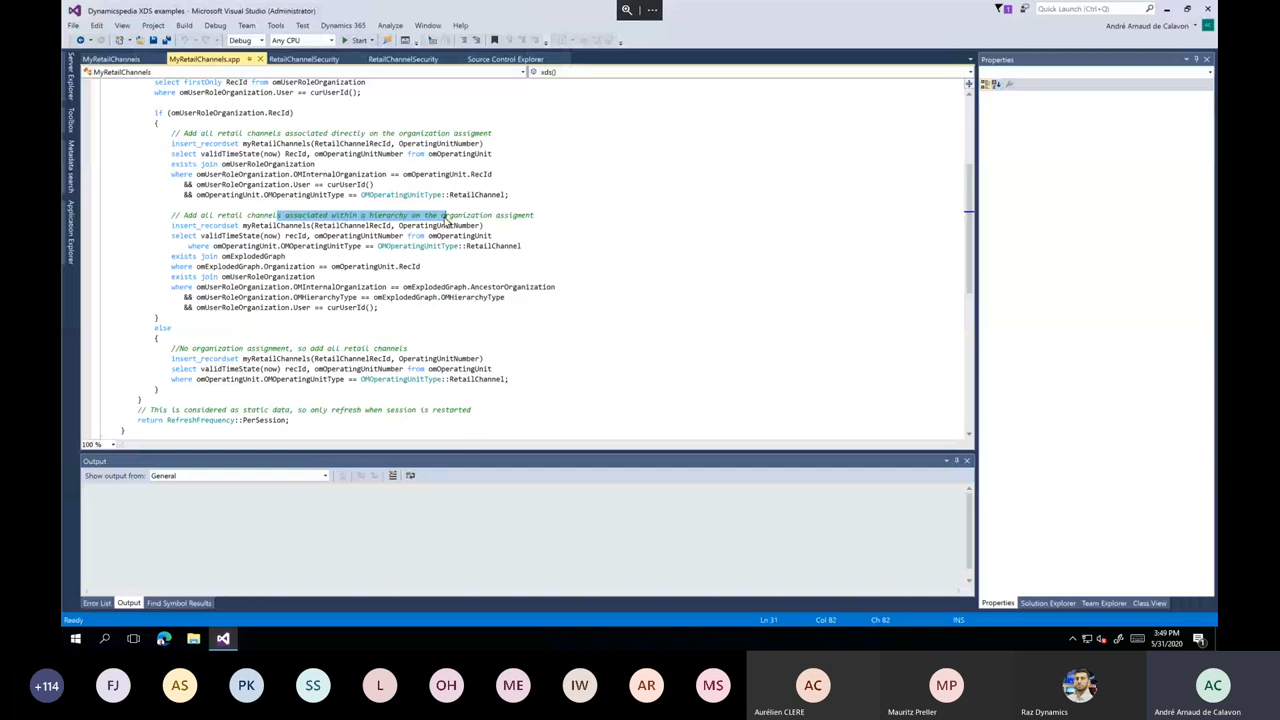 Dynamicspedia XDS examples - Microsoft Visual Studio (Administrator)
1
Quick Launch (Ctrl+Q)
File Edit View Project Build Debug Team Tools Test Dynamics 365 Analyze Window Help
André Arnaud de Calavon AC
Debug Any CPU Start
MyRetailChannels MyRetailChannels.xpp RetailChannelSecurity RetailChannelSecurity Source Control Explorer
Properties
MyRetailChannels xds()
Server Explorer
Toolbox
Metadata search
Application Explorer
select firstOnly RecId from omUserRoleOrganization
where omUserRoleOrganization.User == curUserId();
if (omUserRoleOrganization.RecId)
{
// Add all retail channels associated directly on the organization assigment
insert_recordset myRetailChannels(RetailChannelRecId, OperatingUnitNumber)
select validTimeState(now) RecId, omOperatingUnitNumber from omOperatingUnit
exists join omUserRoleOrganization
where omUserRoleOrganization.OMInternalOrganization == omOperatingUnit.RecId
&& omUserRoleOrganization.User == curUserId()
&& omOperatingUnit.OMOperatingUnitType == OMOperatingUnitType::RetailChannel;
// Add all retail channels associated within a hierarchy on the organization assigment
insert_recordset myRetailChannels(RetailChannelRecId, OperatingUnitNumber)
select validTimeState(now) recId, omOperatingUnitNumber from omOperatingUnit
where omOperatingUnit.OMOperatingUnitType == OMOperatingUnitType::RetailChannel
exists join omExplodedGraph
where omExplodedGraph.Organization == omOperatingUnit.RecId
exists join omUserRoleOrganization
where omUserRoleOrganization.OMInternalOrganization == omExplodedGraph.AncestorOrganization
&& omUserRoleOrganization.OMHierarchyType == omExplodedGraph.OMHierarchyType
&& omUserRoleOrganization.User == curUserId();
}
else
{
//No organization assignment, so add all retail channels
insert_recordset myRetailChannels(RetailChannelRecId, OperatingUnitNumber)
select validTimeState(now) recId, omOperatingUnitNumber from omOperatingUnit
where omOperatingUnit.OMOperatingUnitType == OMOperatingUnitType::RetailChannel;
}
}
// This is considered as static data, so only refresh when session is restarted
return RefreshFrequency::PerSession;
}
100 %
Output
Show output from: General
Error List Output Find Symbol Results
Properties Solution Explorer Team Explorer Class View
Ready Ln 31 Col 82 Ch 82 INS
3:49 PM
5/31/2020
1
+114 FJ AS PK SS L OH ME IW AR MS AC MP AC
Aurélien CLERE Mauritz Preller Raz Dynamics André Arnaud de Calavon